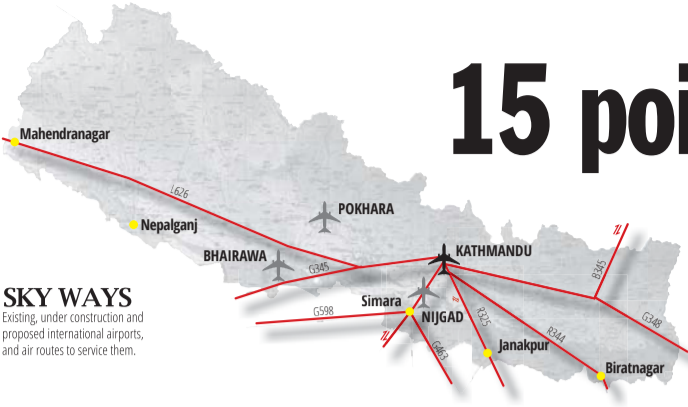 15 poi
Mahendranagar
L626
Nepalganj
POKHARA
BHAIRAWA
G345
KATHMANDU
B345
G348
SKY WAYS
Existing, under construction and
proposed international airports,
and air routes to service them.
G598
Simara
NIJGAD
R325
R344
G463
Janakpur
Biratnagar